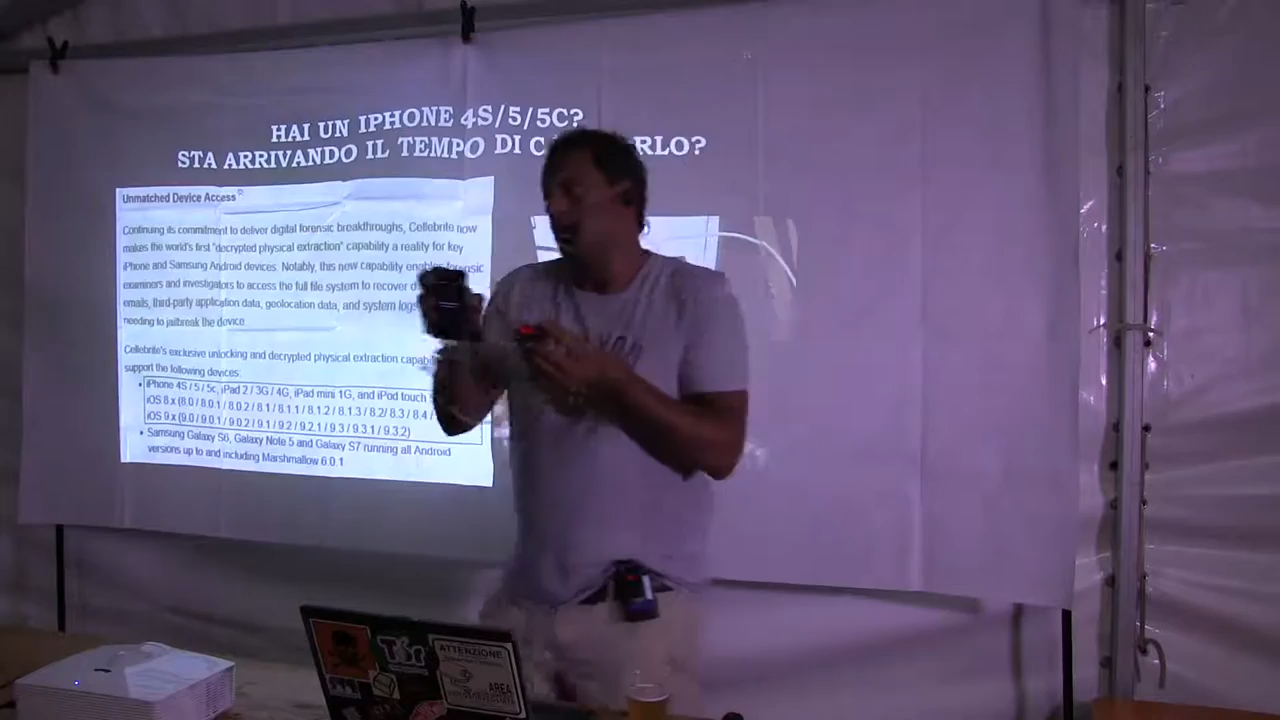 HAI UN IPHONE 4S/5/5C?
STA ARRIVANDO IL TEMPO DI RLO?
Unmatched Device Access
Continuing its commitment to deliver digital forensic breakthroughs, Cellebrite now
makes the world's first "decrypted physical extraction" capability a reality for key
iPhone and Samsung Android devices. Notably, this new capability enables forensic
examiners and investigators to access the full file system to recover
emails, third-party application data, geolocation data, and system logs
needing to jailbreak the device
Cellebrite's exclusive unlocking and decrypted physical extraction
support the following devices:
• iPhone 4S / 5 / 5c, iPad 2 / 3G / 4G, iPad mini 1G, and iPod touch
iOS 8.x (8.0 / 8.0.1 / 8.0.2 / 8.1 / 8.1.1 / 8.1.2 / 8.1.3 / 8.2/ 8.3 / 8.4 /
iOS 9.x (9.0 / 9.0.1 / 9.0.2 / 9.1 / 9.2 / 9.2.1 / 9.3 / 9.3.1 / 9.3.2)
• Samsung Galaxy S6, Galaxy Note 5 and Galaxy S7 running all Android
versions up to and including Marshmallow 6.0.1
Tor
ATTENZIONE
AREA